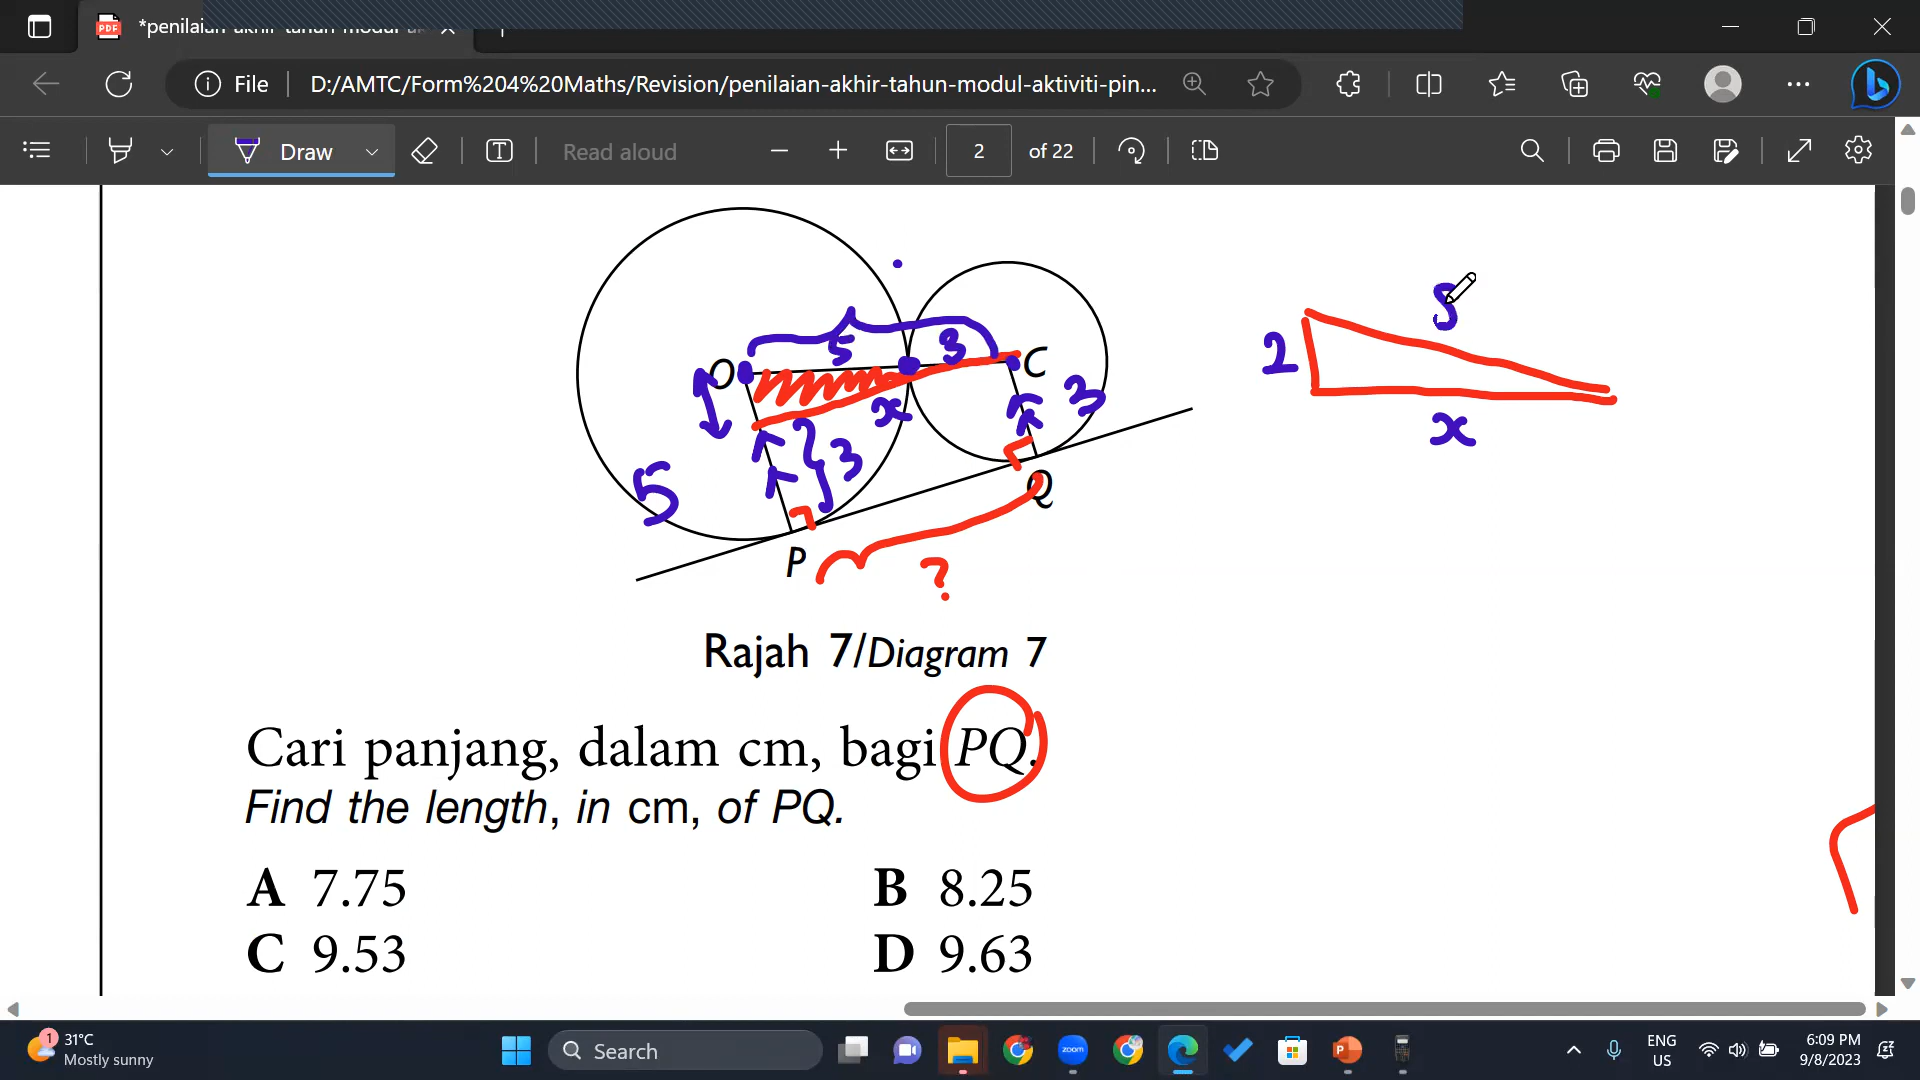 *penilaian-akhir-tahun-modul-ak
File
D:/AMTC/Form%204%20Maths/Revision/penilaian-akhir-tahun-modul-aktiviti-pin...
Draw
Read aloud
2
of 22
O
5
3
C
x
3
3
5
Q
P
?
8
2
x
Rajah 7/Diagram 7
Cari panjang, dalam cm, bagi PQ.
Find the length, in cm, of PQ.
A 7.75
B 8.25
C 9.53
D 9.63
1
31°C
Mostly sunny
Search
zoom
ENG
US
6:09 PM
9/8/2023